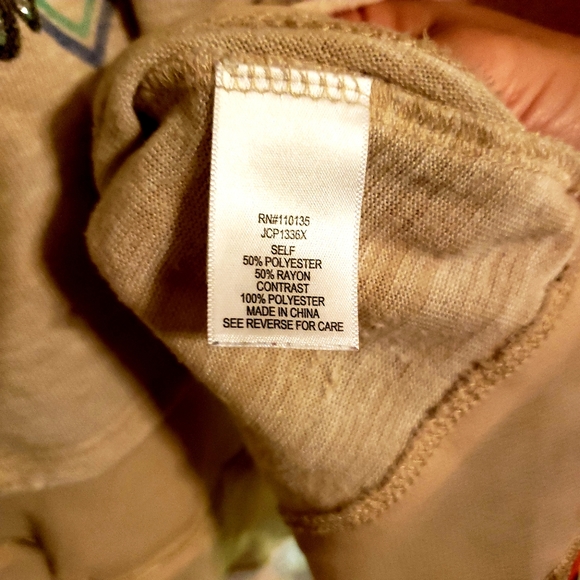 RN#110135
JCP1336X
SELF
50% POLYESTER
50% RAYON
CONTRAST
100% POLYESTER
MADE IN CHINA
SEE REVERSE FOR CARE